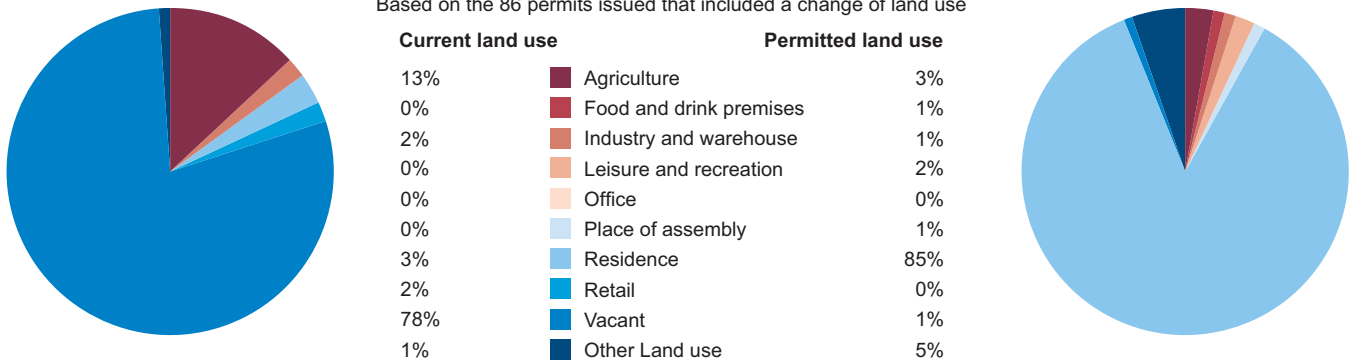 Based on the 86 permits issued that included a change of land use
Current land use Permitted land use
13% Agriculture 3%
0% Food and drink premises 1%
2% Industry and warehouse 1%
0% Leisure and recreation 2%
0% Office 0%
0% Place of assembly 1%
3% Residence 85%
2% Retail 0%
78% Vacant 1%
1% Other Land use 5%